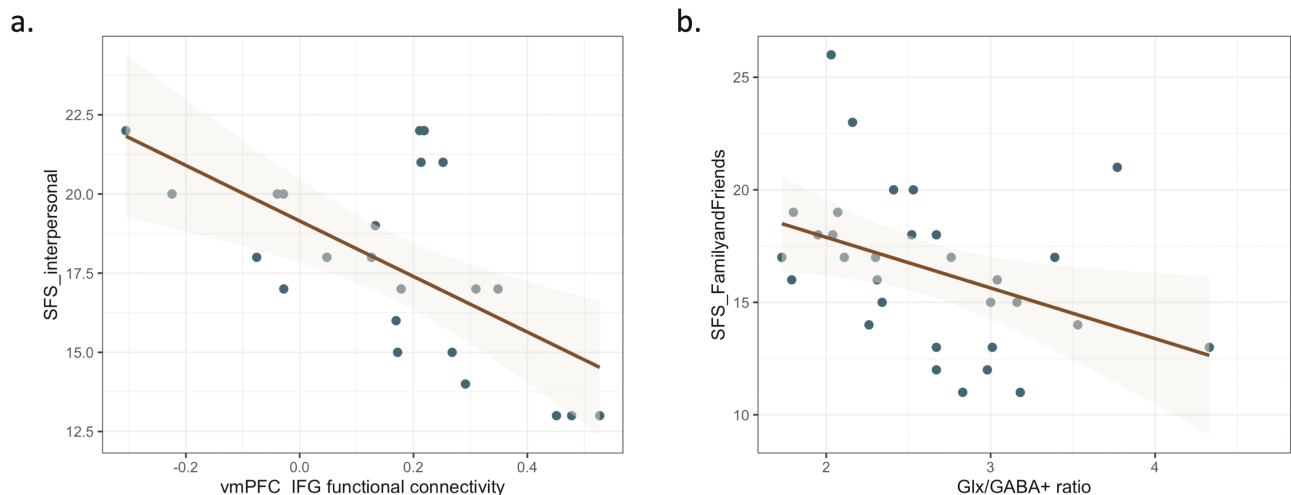 a.
SFS_interpersonal
22.5
20.0
17.5
15.0
12.5
-0.2
0.0
0.2
0.4
vmPFC IFG functional connectivity
b.
SFS_FamilyandFriends
25
20
15
10
2
3
4
Glx/GABA+ ratio